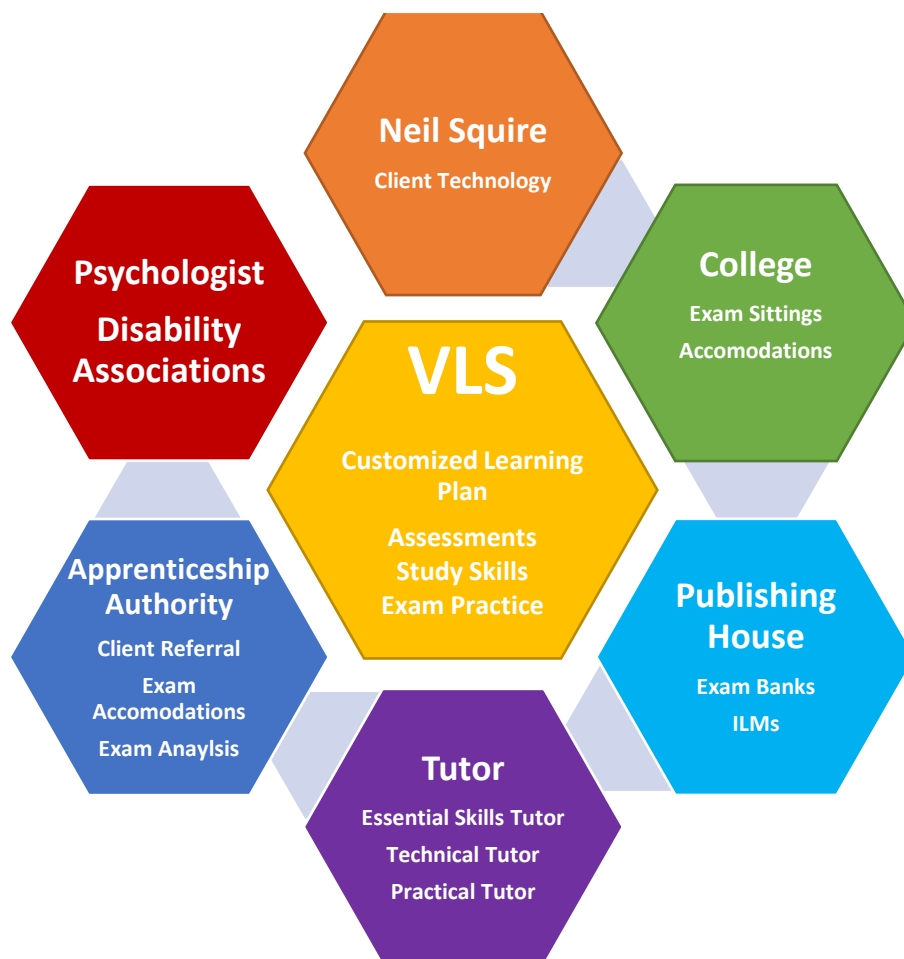 Neil Squire
Client Technology
College
Exam Sittings
Accomodations
Psychologist
Disability
Associations
VLS
Customized Learning
Plan
Assessments
Study Skills
Exam Practice
Apprenticeship
Authority
Client Referral
Exam
Accomodations
Exam Anaylsis
Publishing
House
Exam Banks
ILMs
Tutor
Essential Skills Tutor
Technical Tutor
Practical Tutor